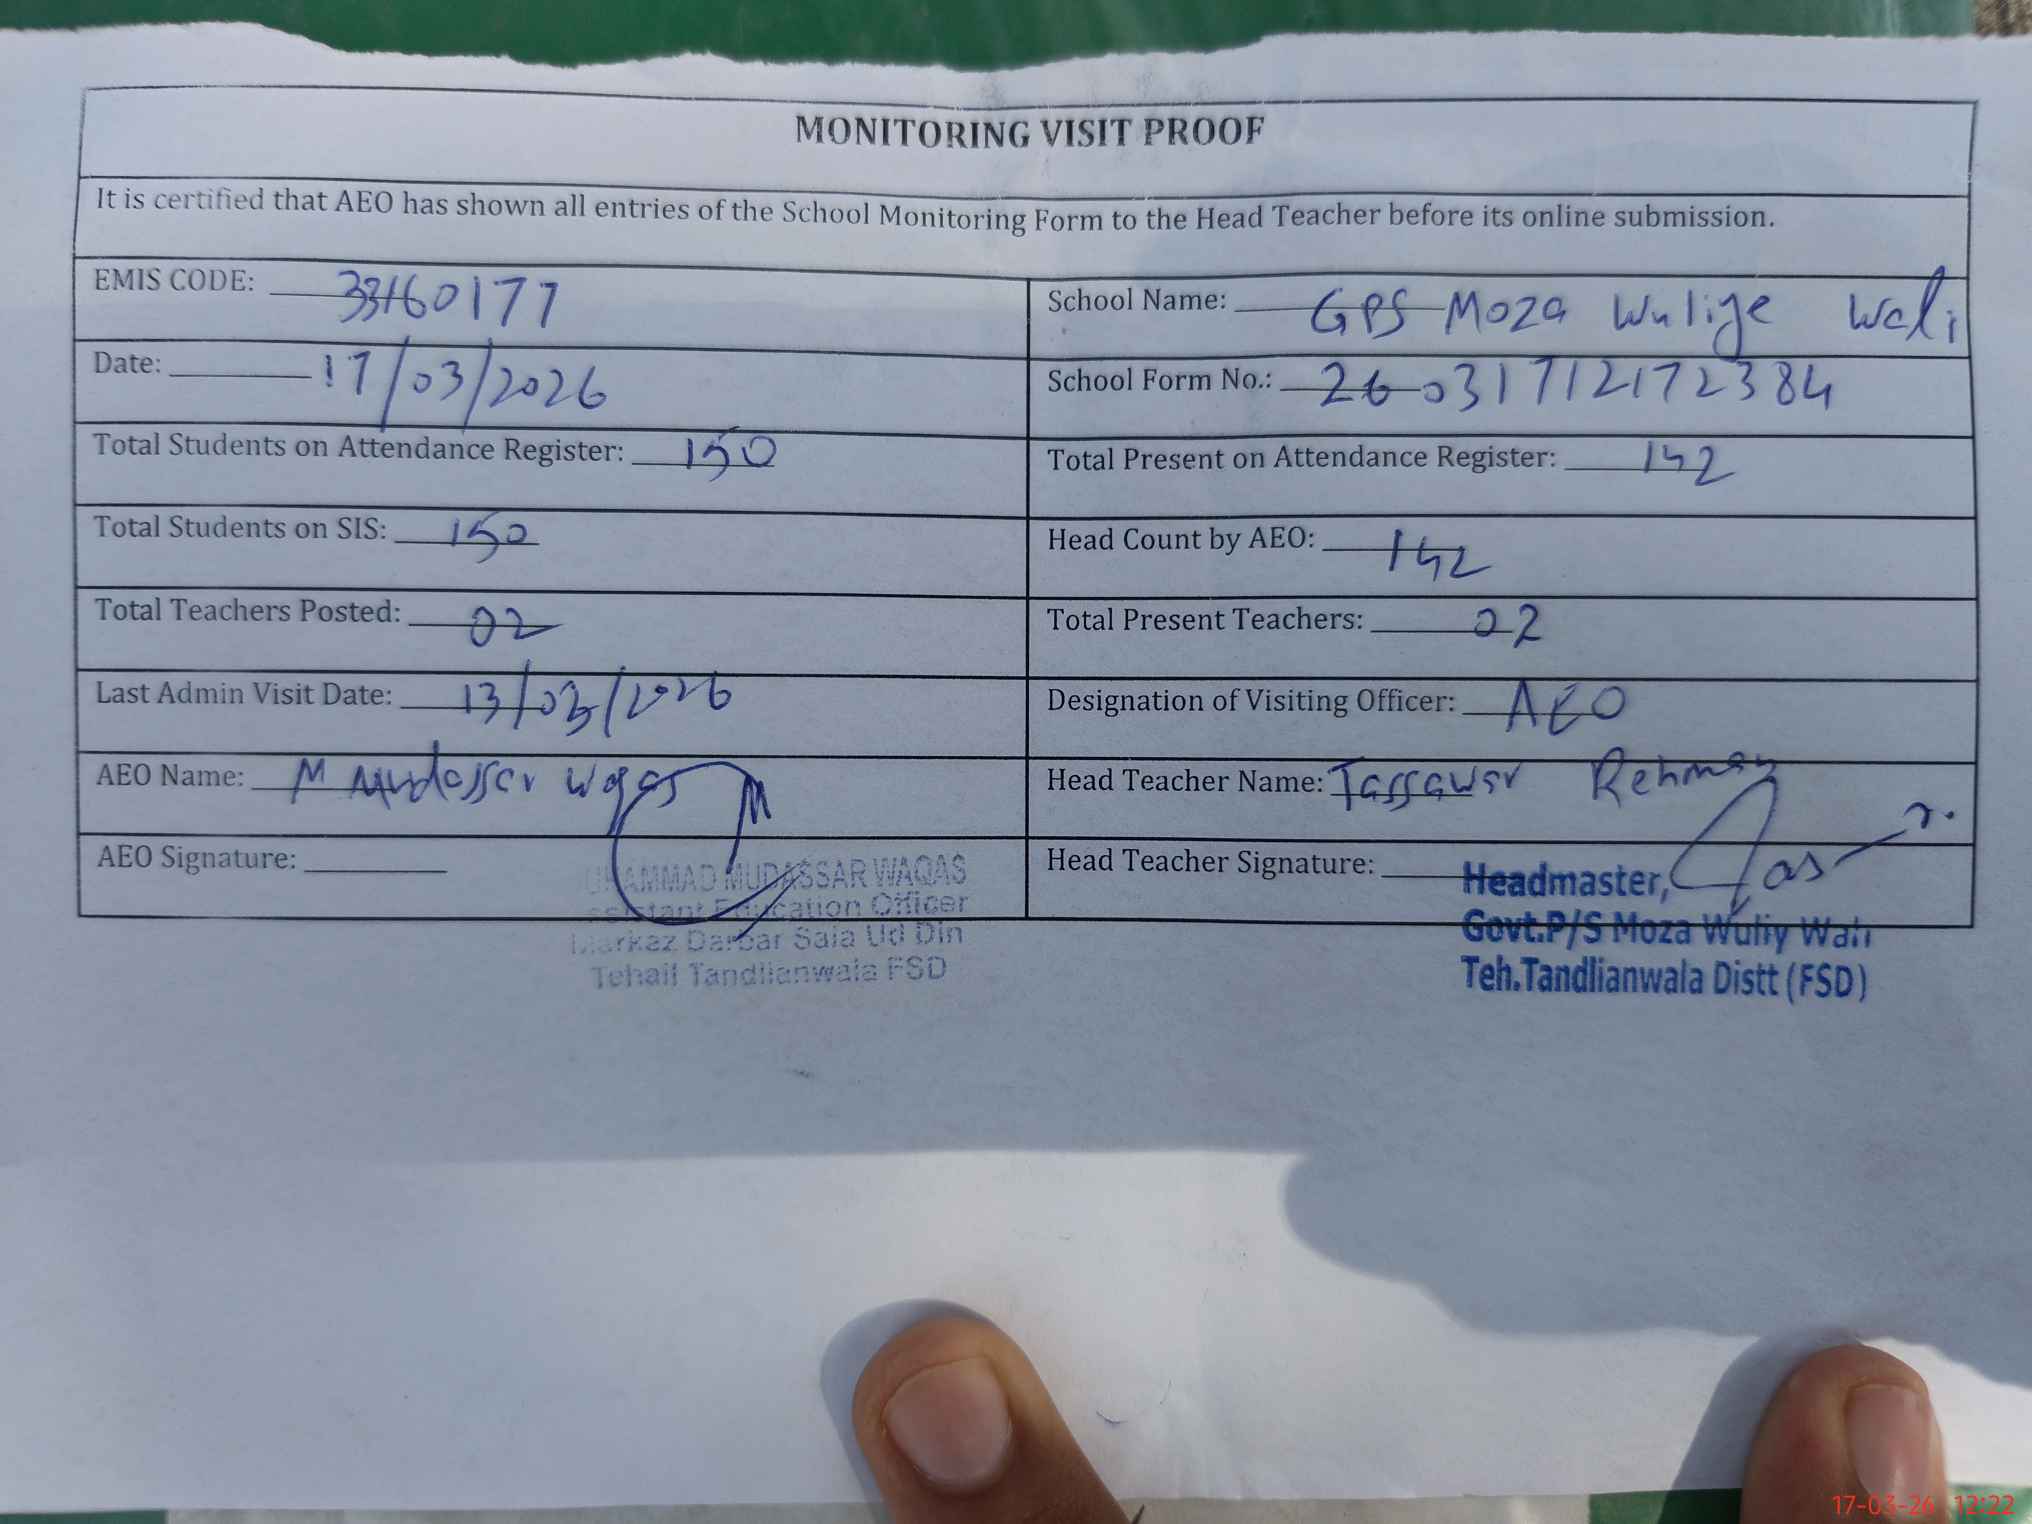 MONITORING VISIT PROOF
It is certified that AEO has shown all entries of the School Monitoring Form to the Head Teacher before its online submission.
EMIS CODE: 33160177
School Name: GPS Moza Wuliye Wali
Date: 17/03/2026
School Form No.: 26 0317121172384
Total Students on Attendance Register: 150
Total Present on Attendance Register: 142
Total Students on SIS: 150
Head Count by AEO: 142
Total Teachers Posted: 02
Total Present Teachers: 02
Last Admin Visit Date: 13/03/2026
Designation of Visiting Officer: AEO
AEO Name: M Mudasser Waqas
Head Teacher Name: Tassawar Rehman
AEO Signature:
Head Teacher Signature:
MUDASSAR WAQAS
Education Officer
Markaz Darbar Saia Ud Din
Tehail Tandlianwala FSD
Headmaster,
Govt.P/S Moza Wuliy Wali
Teh.Tandlianwala Distt (FSD)
17-03-26 12:22